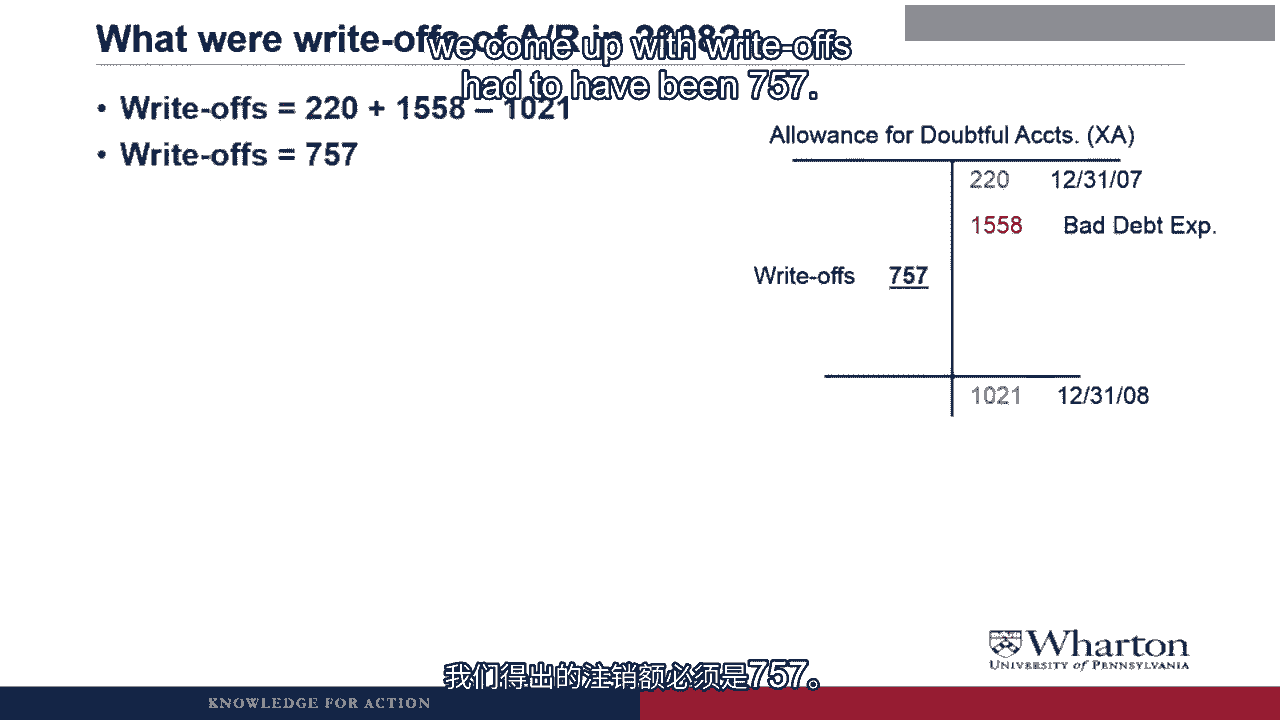 What were write-offs of A/R in 2008?
we come up with write-offs
had to have been 757.
• Write-offs = 220 + 1558 – 1021
• Write-offs = 757
Allowance for Doubtful Accts. (XA)
220 12/31/07
1558 Bad Debt Exp.
Write-offs 757
1021 12/31/08
Wharton
UNIVERSITY of PENNSYLVANIA
我们得出的注销额必须是757。
KNOWLEDGE FOR ACTION